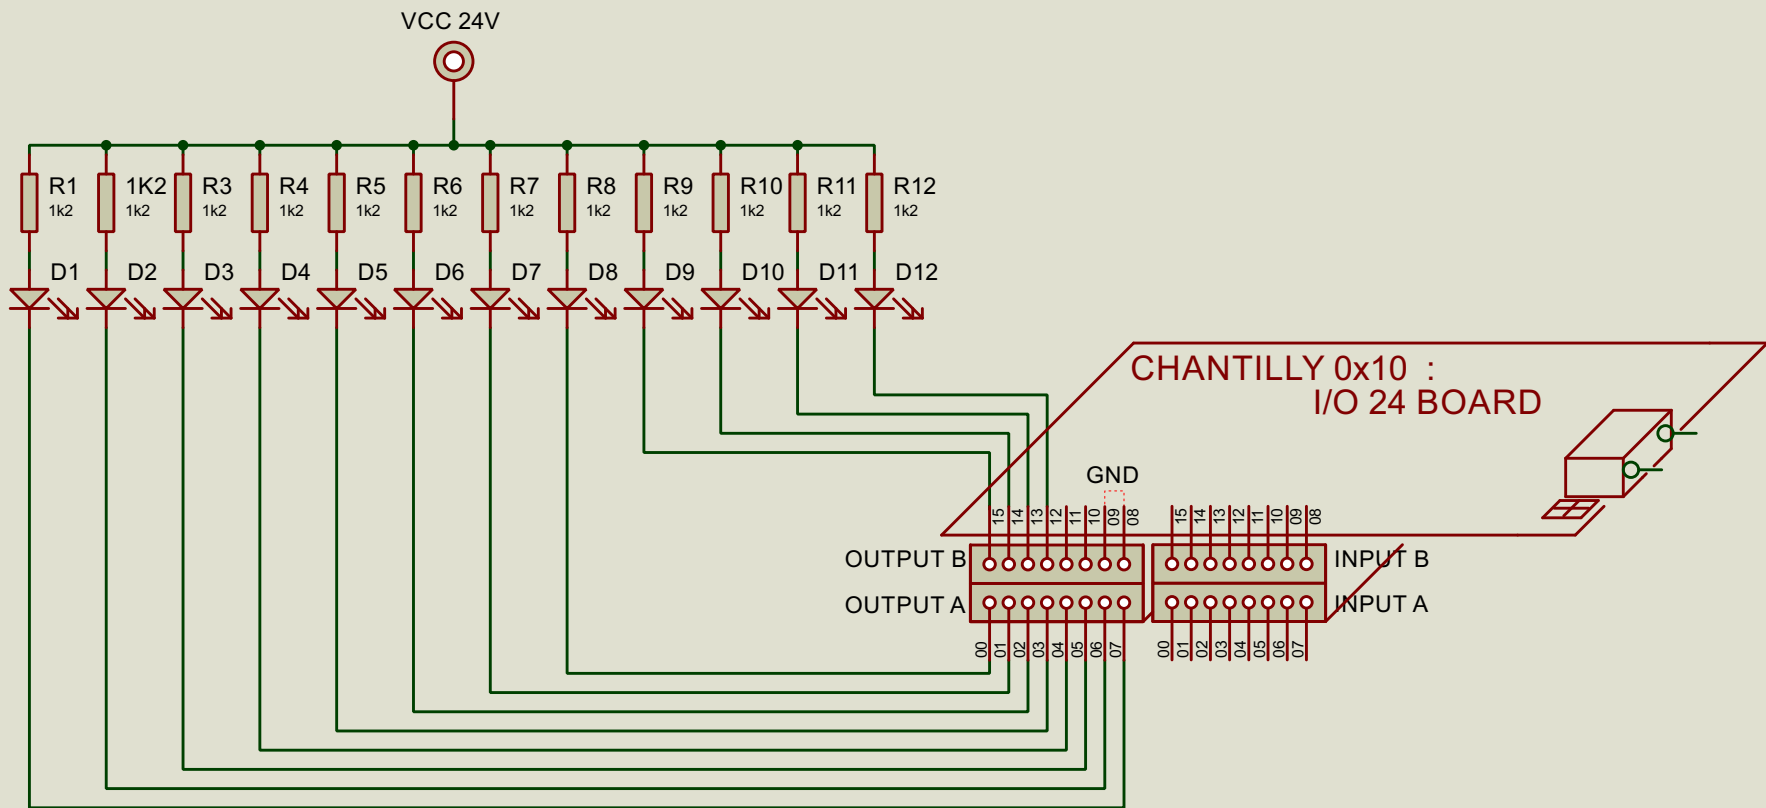 VCC 24V
R1 1K2 R3 R4 R5 R6 R7 R8 R9 R10 R11 R12
1k2 1k2 1k2 1k2 1k2 1k2 1k2 1k2 1k2 1k2 1k2 1k2
D1 D2 D3 D4 D5 D6 D7 D8 D9 D10 D11 D12
CHANTILLY 0x10 :
I/O 24 BOARD
GND
15 14 13 12 11 10 09 08 15 14 13 12 11 10 09 08
OUTPUT B INPUT B
OUTPUT A INPUT A
00 01 02 03 04 05 06 07 00 01 02 03 04 05 06 07